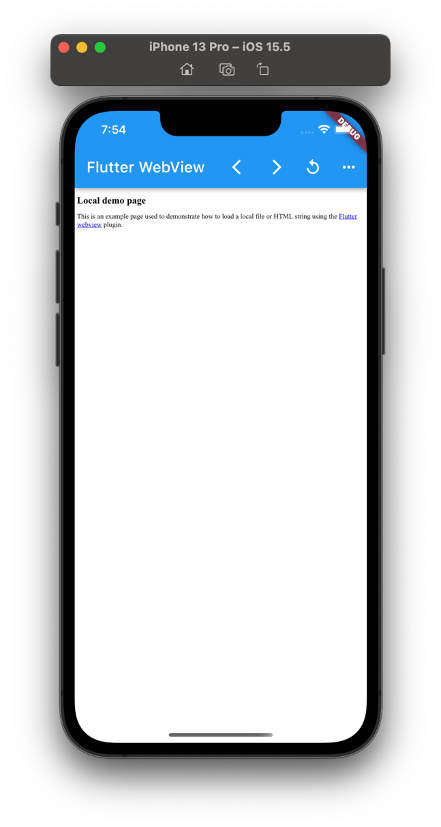 iPhone 13 Pro – iOS 15.5
7:54
DEBUG
Flutter WebView
Local demo page
This is an example page used to demonstrate how to load a local file or HTML string using the Flutter
webview plugin.